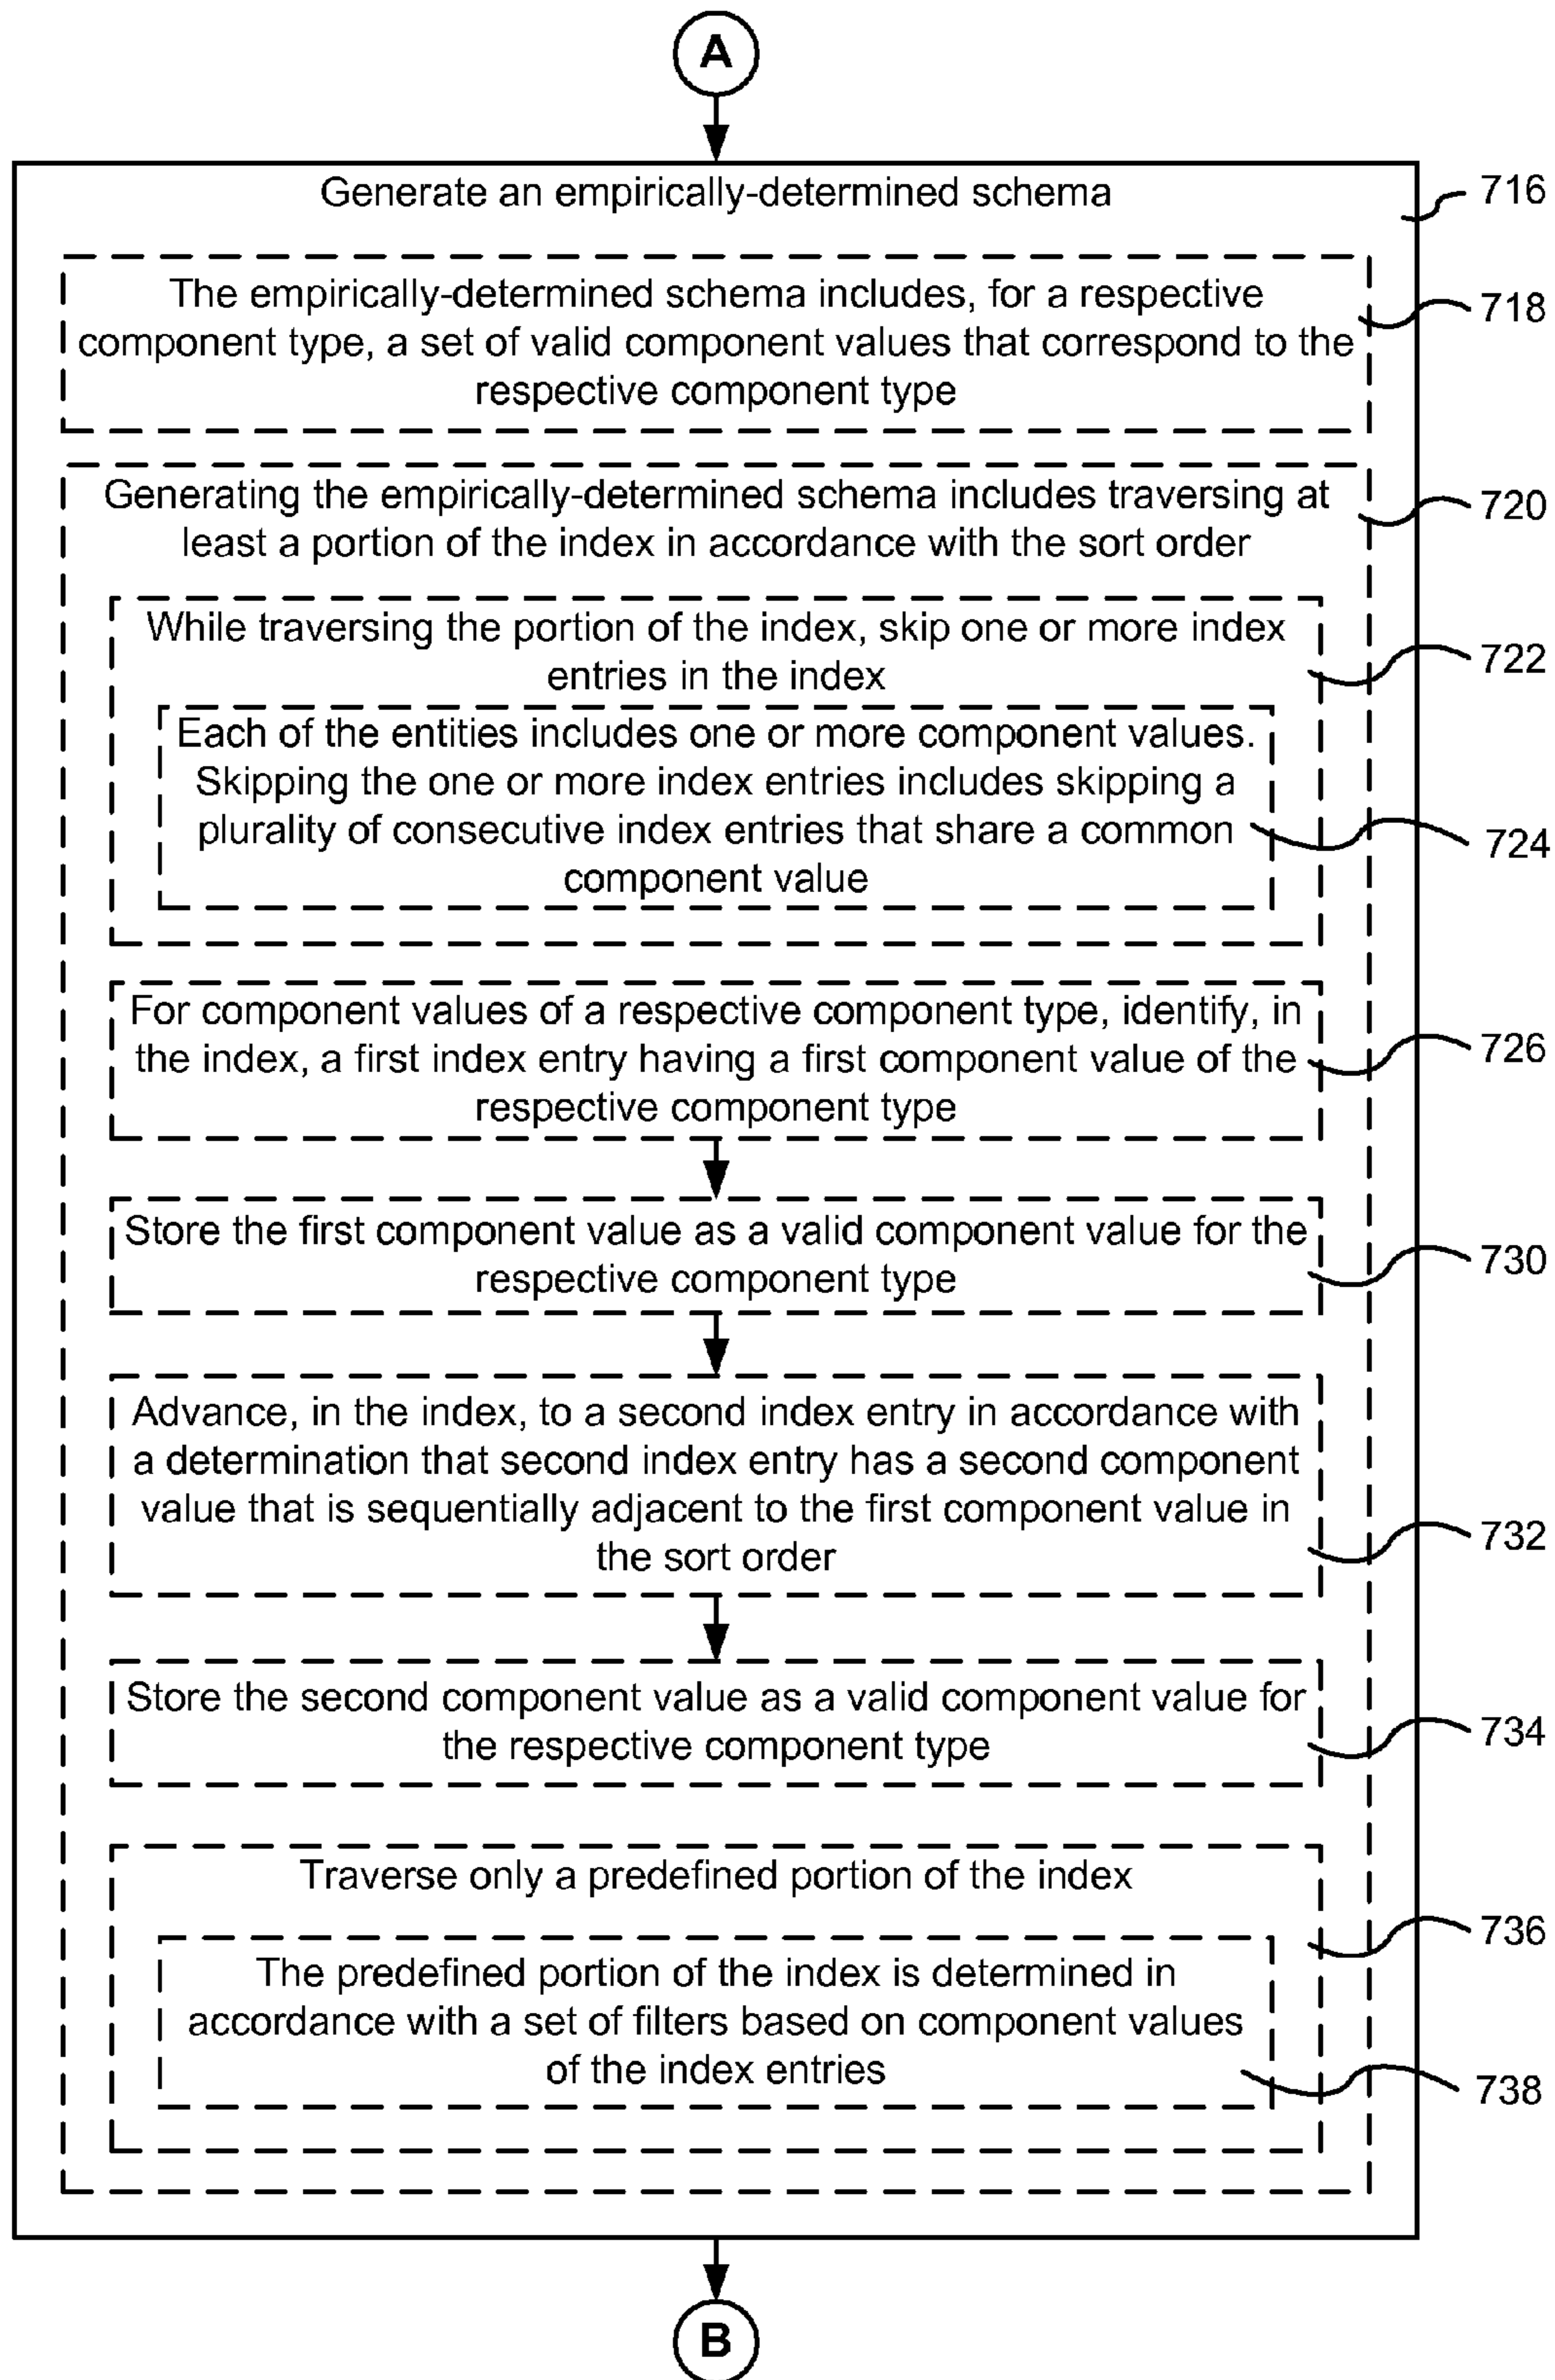 A
Generate an empirically-determined schema
716
The empirically-determined schema includes, for a respective
component type, a set of valid component values that correspond to the
respective component type
718
Generating the empirically-determined schema includes traversing at
least a portion of the index in accordance with the sort order
720
While traversing the portion of the index, skip one or more index
entries in the index
722
Each of the entities includes one or more component values.
Skipping the one or more index entries includes skipping a
plurality of consecutive index entries that share a common
component value
724
For component values of a respective component type, identify, in
the index, a first index entry having a first component value of the
respective component type
726
Store the first component value as a valid component value for the
respective component type
730
Advance, in the index, to a second index entry in accordance with
a determination that second index entry has a second component
value that is sequentially adjacent to the first component value in
the sort order
732
Store the second component value as a valid component value for
the respective component type
734
Traverse only a predefined portion of the index
736
The predefined portion of the index is determined in
accordance with a set of filters based on component values
of the index entries
738
B